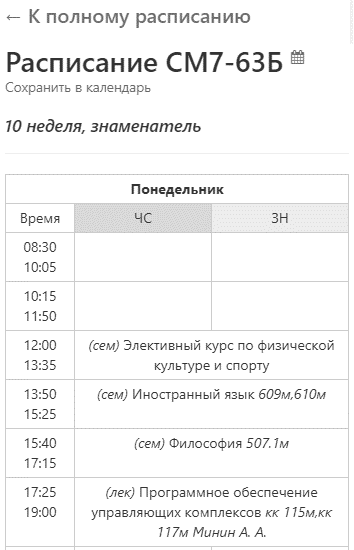 ← К полному расписанию
Расписание СМ7-63Б
Сохранить в календарь
10 неделя, знаменатель
Понедельник
Время ЧС ЗН
08:30
10:05
10:15
11:50
12:00 (сем) Элективный курс по физической
13:35 культуре и спорту
13:50 (сем) Иностранный язык 609м,610м
15:25
15:40 (сем) Философия 507.1м
17:15
17:25 (лек) Программное обеспечение
19:00 управляющих комплексов кк 115м,кк
117м Минин А. А.